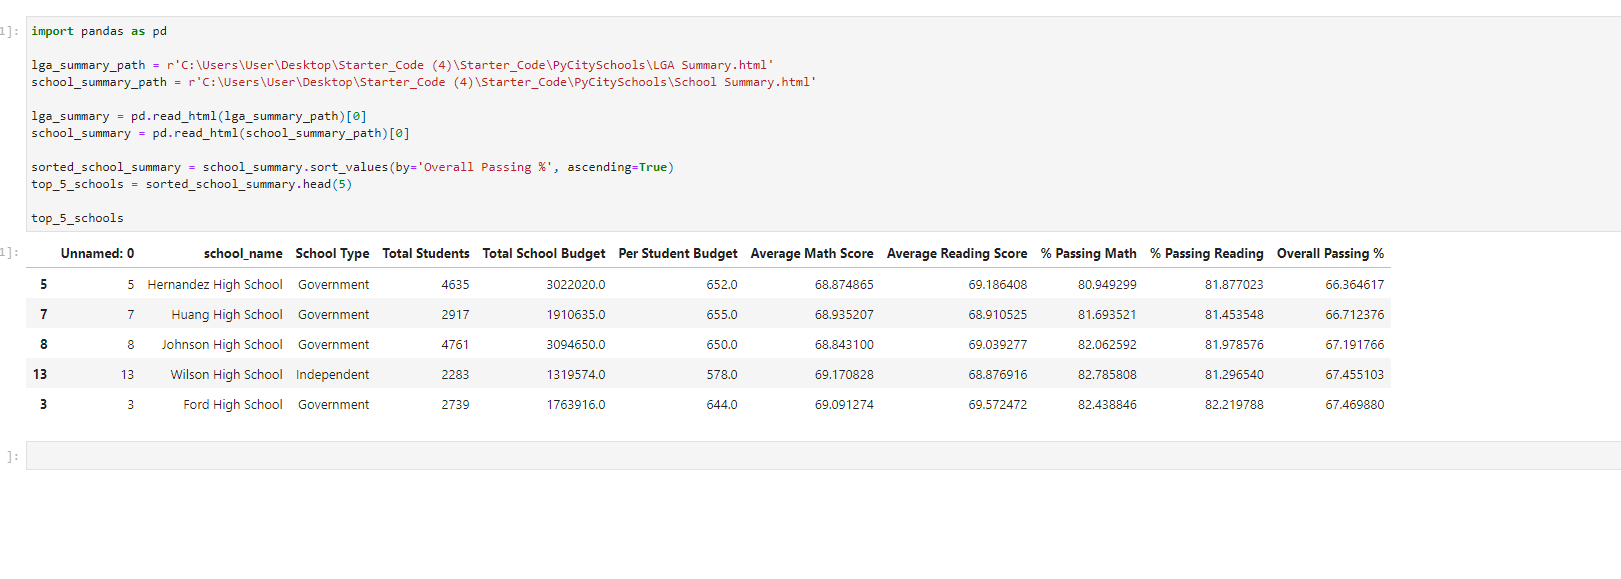 1]:
import pandas as pd
lga_summary_path = r'C:\Users\User\Desktop\Starter_Code (4)\Starter_Code\PyCitySchools\LGA Summary.html'
school_summary_path = r'C:\Users\User\Desktop\Starter_Code (4)\Starter_Code\PyCitySchools\School Summary.html'
lga_summary = pd.read_html(lga_summary_path)[0]
school_summary = pd.read_html(school_summary_path)[0]
sorted_school_summary = school_summary.sort_values(by='Overall Passing %', ascending=True)
top_5_schools = sorted_school_summary.head(5)
top_5_schools
1]:
Unnamed: 0 school_name School Type Total Students Total School Budget Per Student Budget Average Math Score Average Reading Score % Passing Math % Passing Reading Overall Passing %
5 5 Hernandez High School Government 4635 3022020.0 652.0 68.874865 69.186408 80.949299 81.877023 66.364617
7 7 Huang High School Government 2917 1910635.0 655.0 68.935207 68.910525 81.693521 81.453548 66.712376
8 8 Johnson High School Government 4761 3094650.0 650.0 68.843100 69.039277 82.062592 81.978576 67.191766
13 13 Wilson High School Independent 2283 1319574.0 578.0 69.170828 68.876916 82.785808 81.296540 67.455103
3 3 Ford High School Government 2739 1763916.0 644.0 69.091274 69.572472 82.438846 82.219788 67.469880
]: